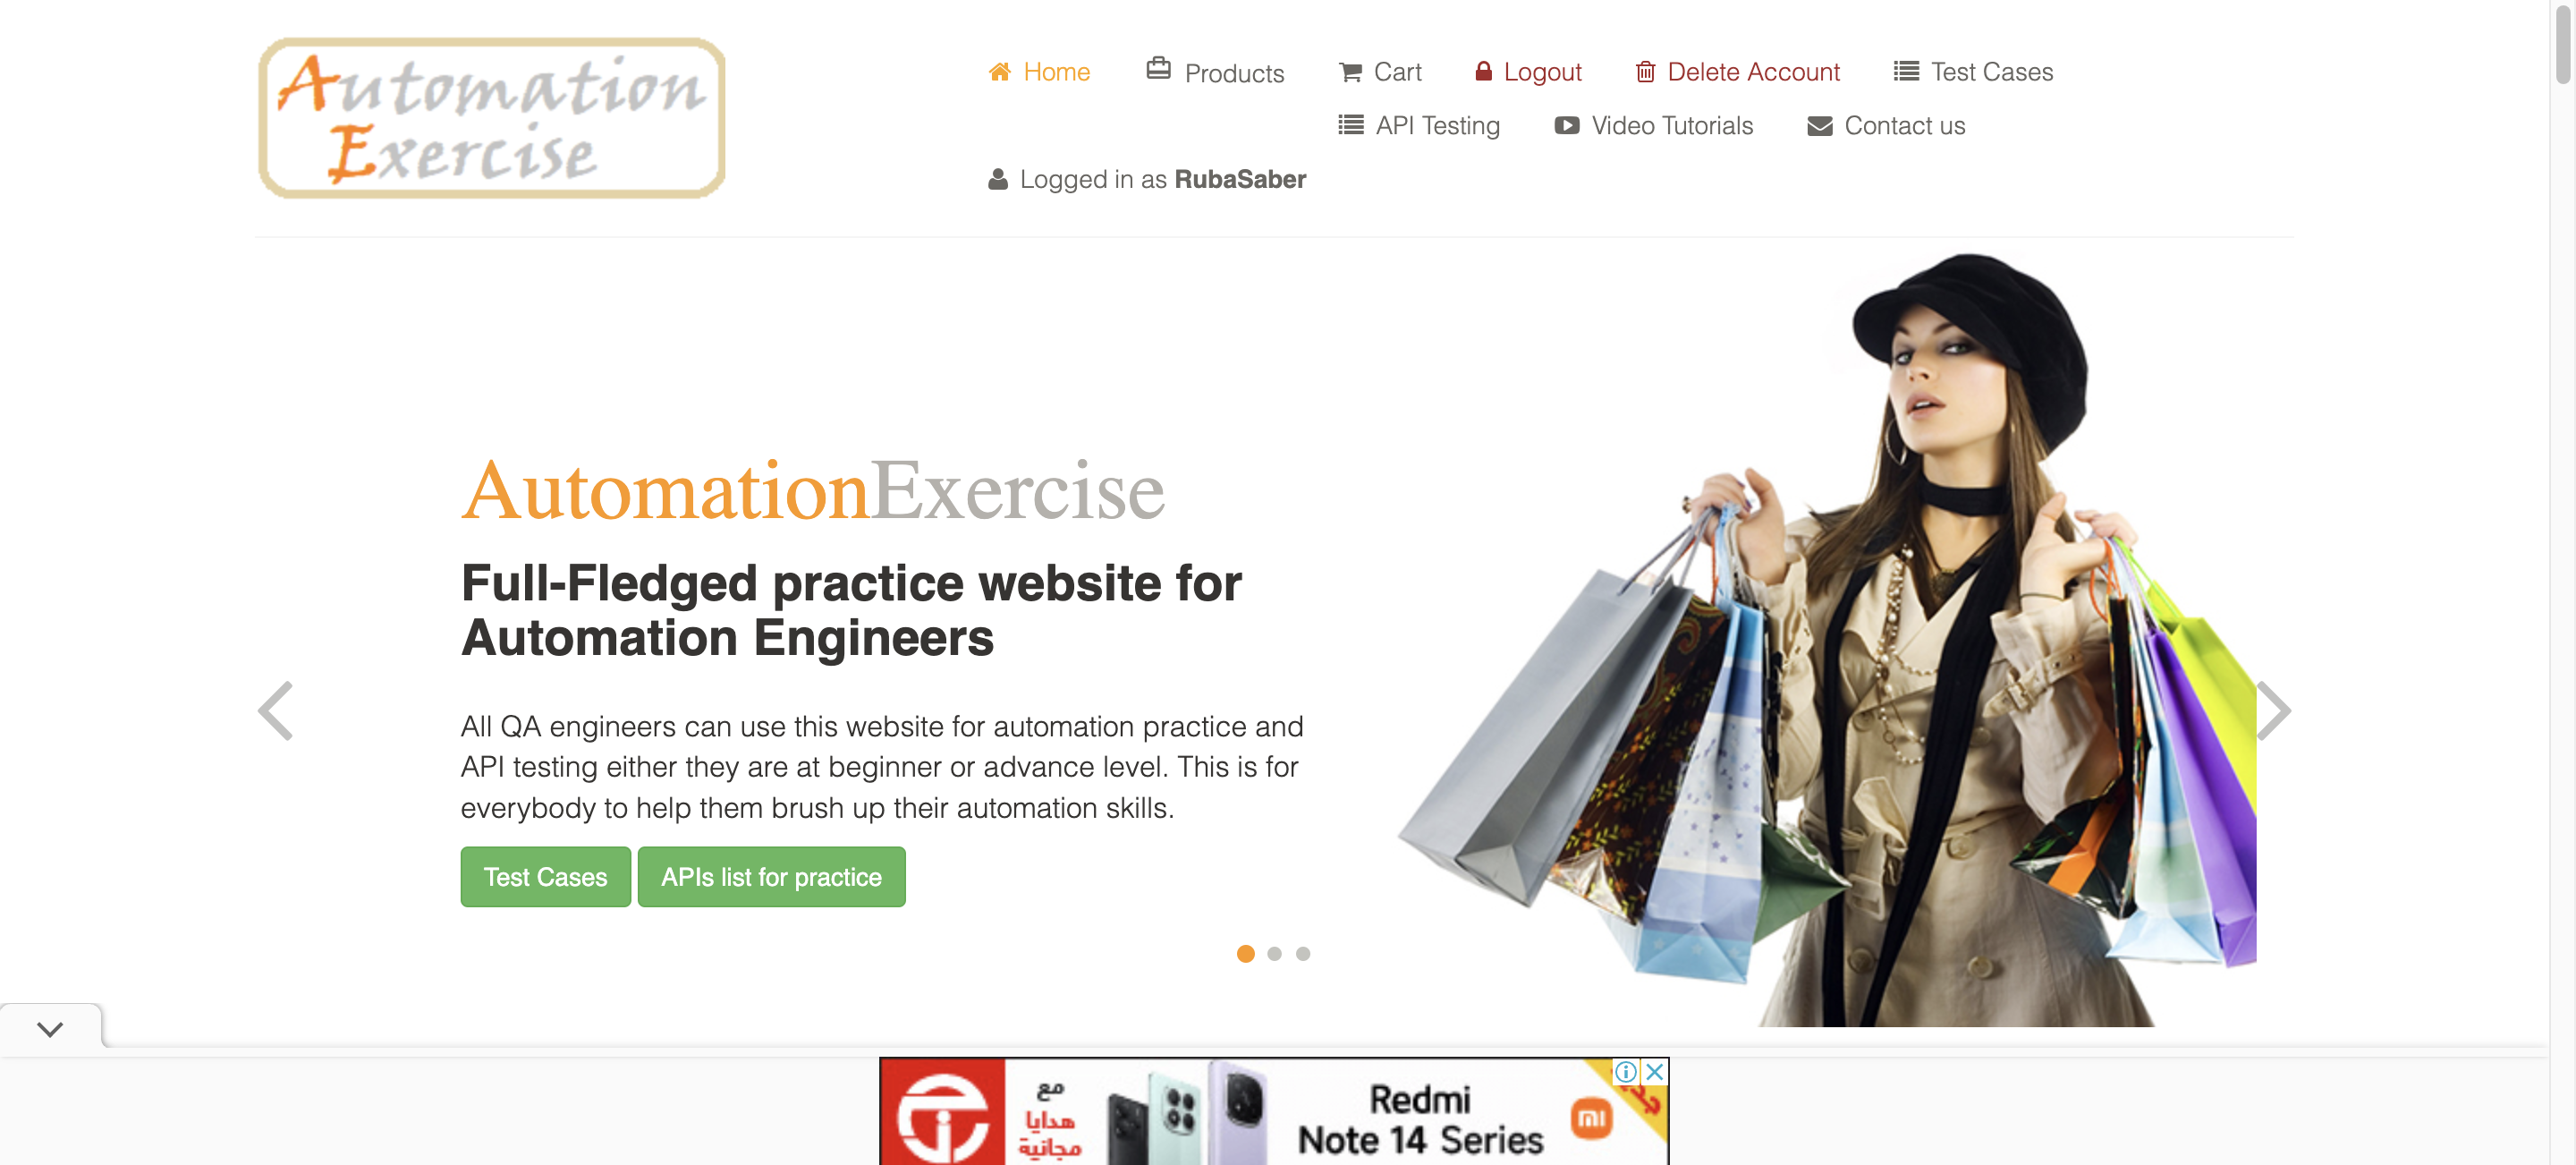 Automation
Exercise
Home Products Cart Logout Delete Account Test Cases
API Testing Video Tutorials Contact us
Logged in as RubaSaber
AutomationExercise
Full-Fledged practice website for
Automation Engineers
All QA engineers can use this website for automation practice and
API testing either they are at beginner or advance level. This is for
everybody to help them brush up their automation skills.
Test Cases APIs list for practice
مع
هدايا
مجانية
Redmi
Note 14 Series
mi